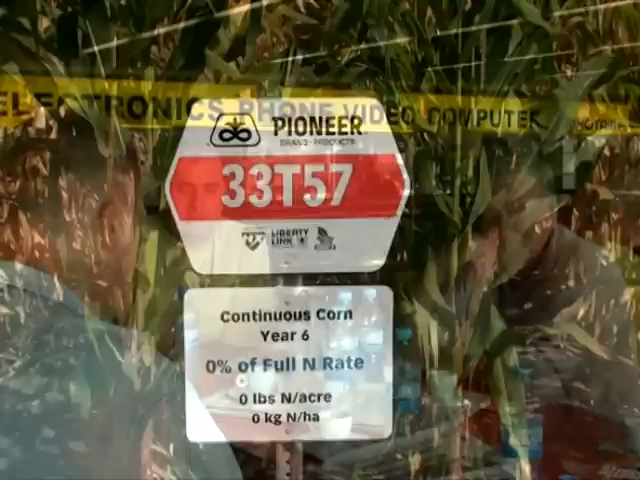 ELECTRONICS PHONE VIDEO COMPUTER
PIONEER
BRAND · PRODUCTS
33T57
LIBERTY
LINK
Continuous Corn
Year 6
0% of Full N Rate
0 lbs N/acre
0 kg N/ha